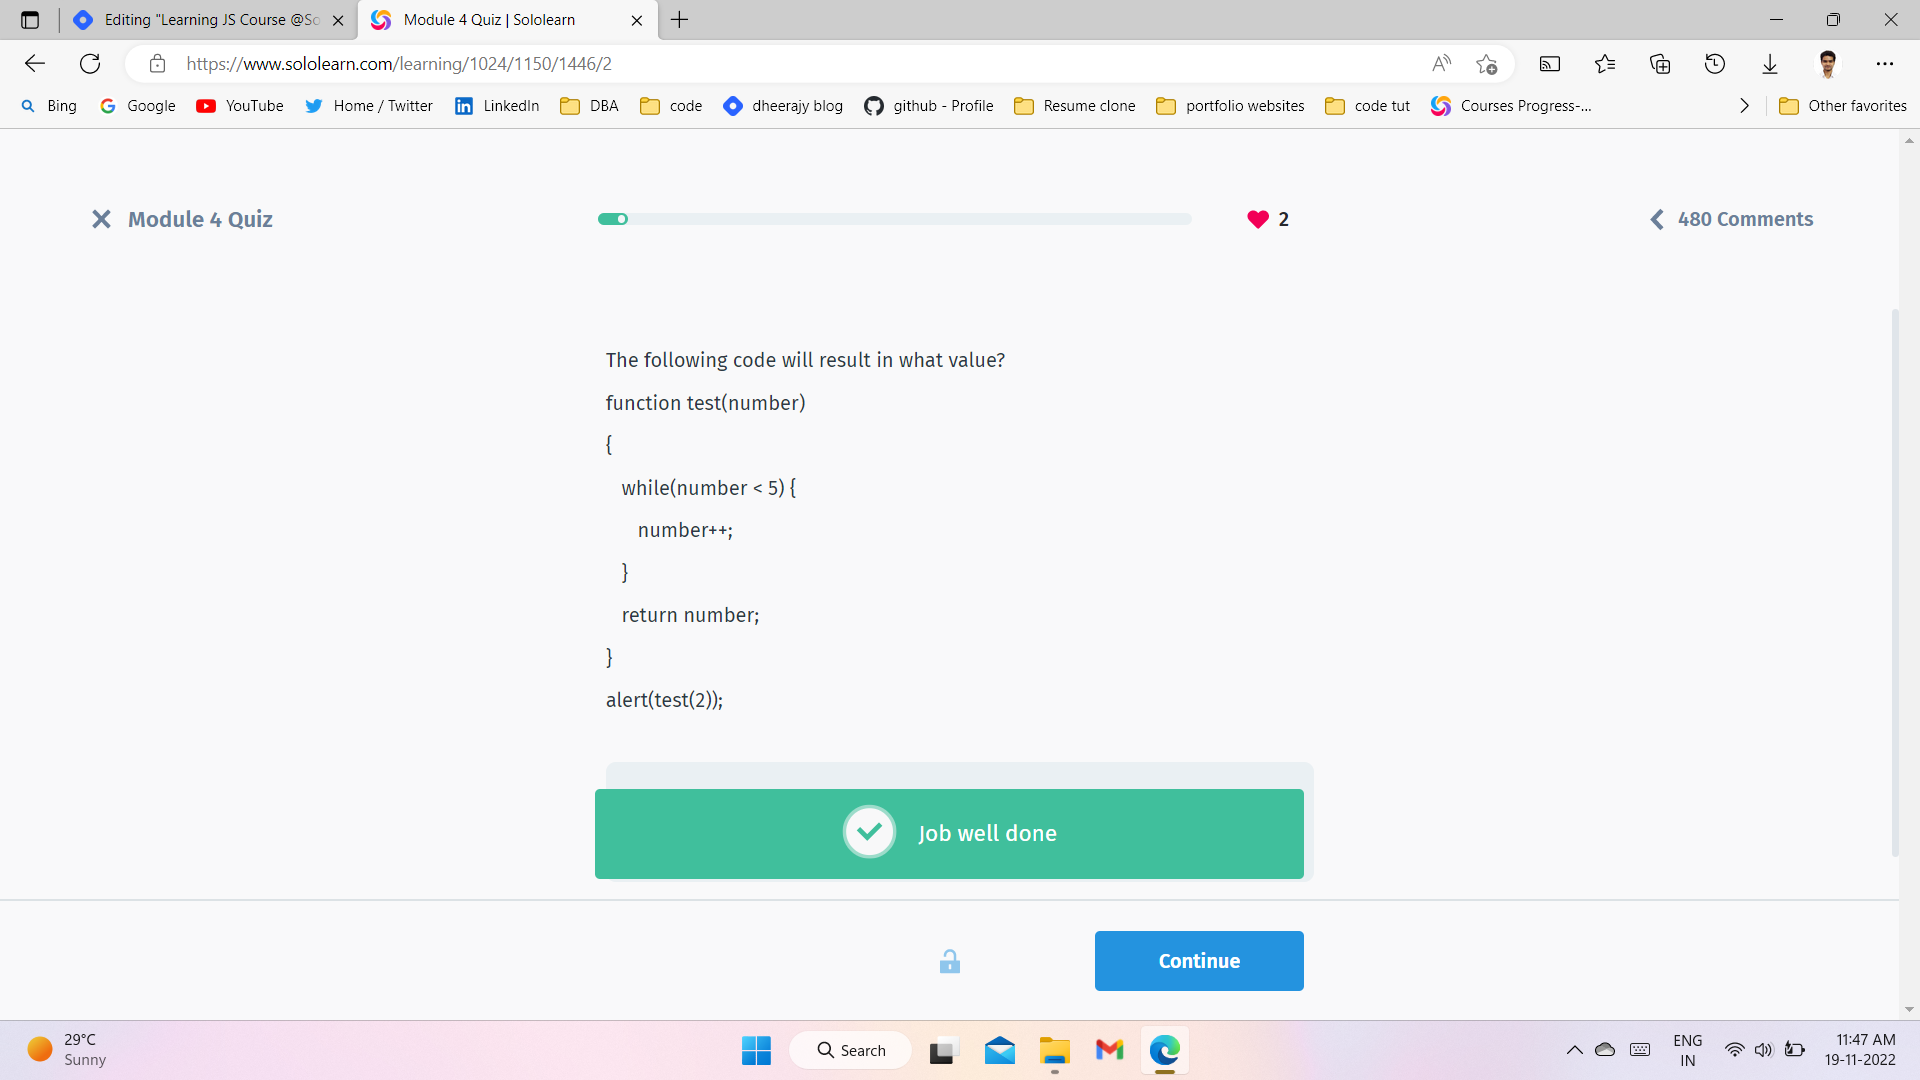 Editing "Learning JS Course @So
Module 4 Quiz | Sololearn
https://www.sololearn.com/learning/1024/1150/1446/2
Bing
Google
YouTube
Home / Twitter
LinkedIn
DBA
code
dheerajy blog
github - Profile
Resume clone
portfolio websites
code tut
Courses Progress-...
Other favorites
Module 4 Quiz
2
480 Comments
The following code will result in what value?
function test(number)
{
while(number < 5) {
number++;
}
return number;
}
alert(test(2));
Job well done
Continue
29°C
Sunny
Search
ENG
IN
11:47 AM
19-11-2022